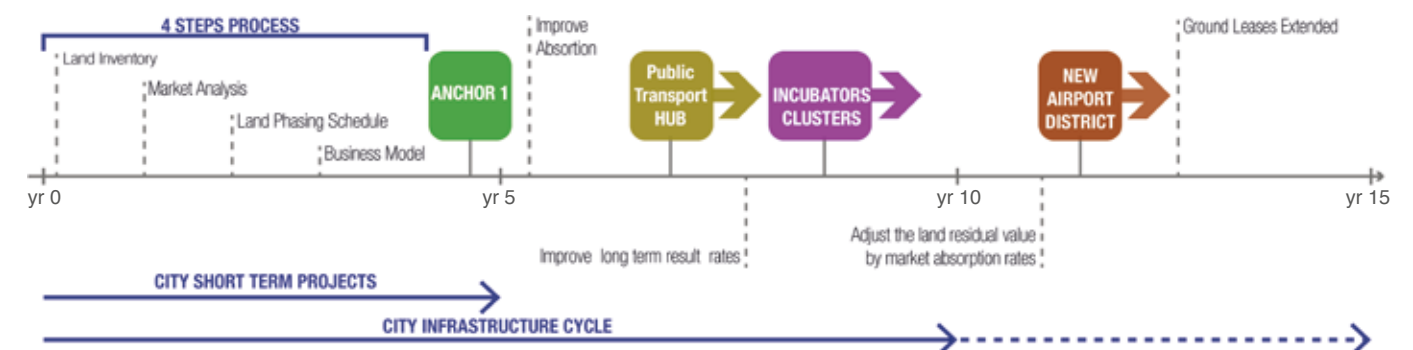 4 STEPS PROCESS
Land Inventory
Market Analysis
Land Phasing Schedule
Business Model
ANCHOR 1
Improve
Absortion
Public
Transport
HUB
INCUBATORS
CLUSTERS
NEW
AIRPORT
DISTRICT
Ground Leases Extended
yr 0
yr 5
yr 10
yr 15
Improve long term result rates
Adjust the land residual value
by market absorption rates
CITY SHORT TERM PROJECTS
CITY INFRASTRUCTURE CYCLE